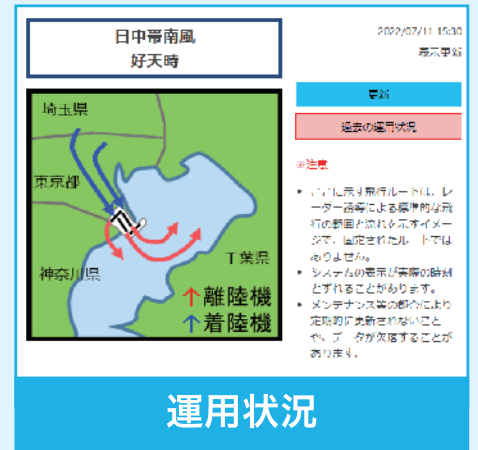 日中帯南風
好天時
2022/07/11 15:30
表示更新
更新
過去の運用状況
※注意
• ここに示す飛行ルートは、レ
ーダー誘導による標準的な飛
行の範囲と流れを示すイメー
ジで、固定されたルートでは
ありません。
• システムの表示が実際の時刻
とずれることがあります。
• メンテナンス等の都合により
定期的に更新されないこと
や、データが欠落することが
あります。
埼玉県
東京都
千葉県
神奈川県
↑離陸機
↑着陸機
運用状況